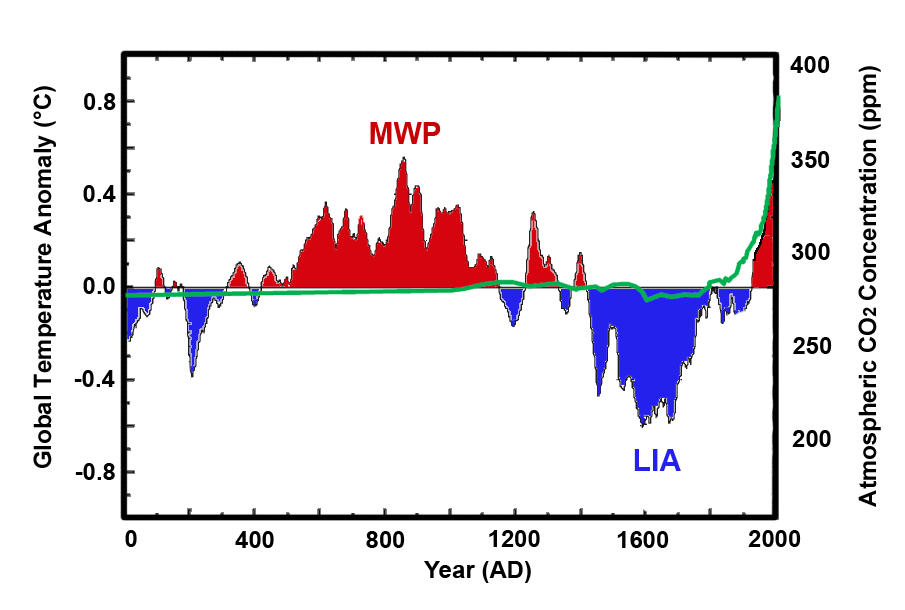 Global Temperature Anomaly (°C)
0.8
0.4
0.0
-0.4
-0.8
MWP
LIA
400
350
300
250
200
Atmospheric CO2 Concentration (ppm)
0 400 800 1200 1600 2000
Year (AD)